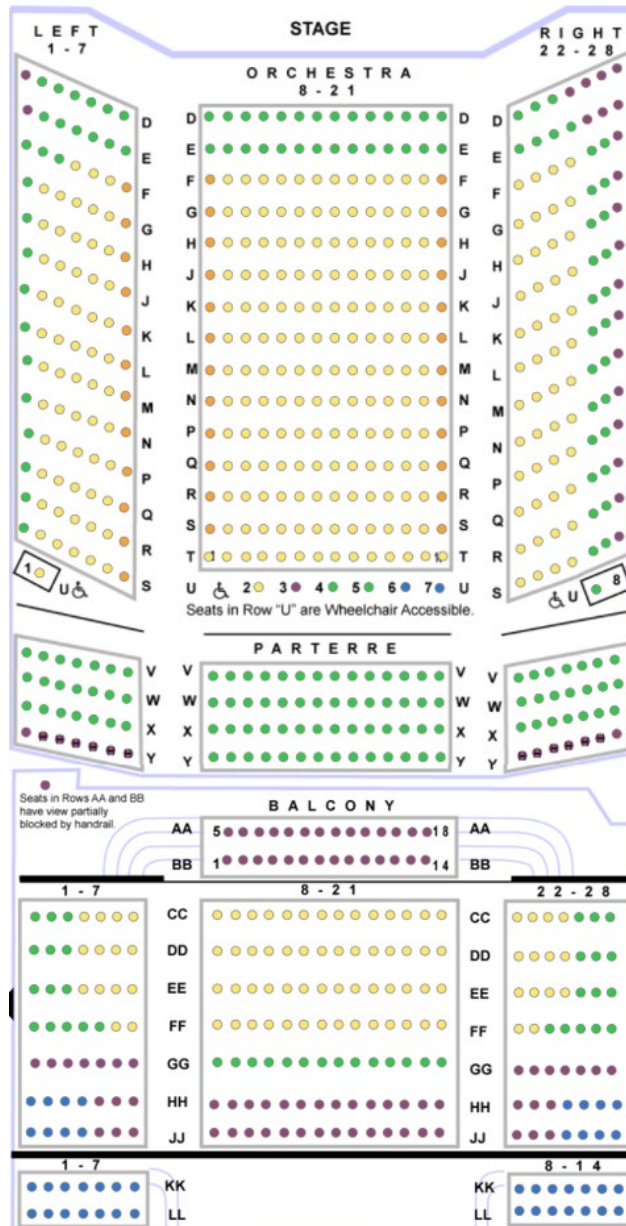 LEFT
1 - 7
STAGE
RIGHT
22 - 28
ORCHESTRA
8 - 21
D D D D
E E E E
F F F F
G G G G
H H H H
J J J J
K K K K
L L L L
M M M M
N N N N
P P P P
Q Q Q Q
R R R R
S S S S
T T
1 U U 2 3 4 5 6 7 U U 8
Seats in Row "U" are Wheelchair Accessible.
PARTERRE
V V V V
W W W W
X X X X
Y Y Y Y
H H H H H H H H H H H H
Seats in Rows AA and BB
have view partially
blocked by handrail.
BALCONY
AA 5 18 AA
BB 1 14 BB
1 - 7 8 - 21 22 - 28
CC CC
DD DD
EE EE
FF FF
GG GG
HH HH
JJ JJ
1 - 7 8 - 14
KK KK
LL LL